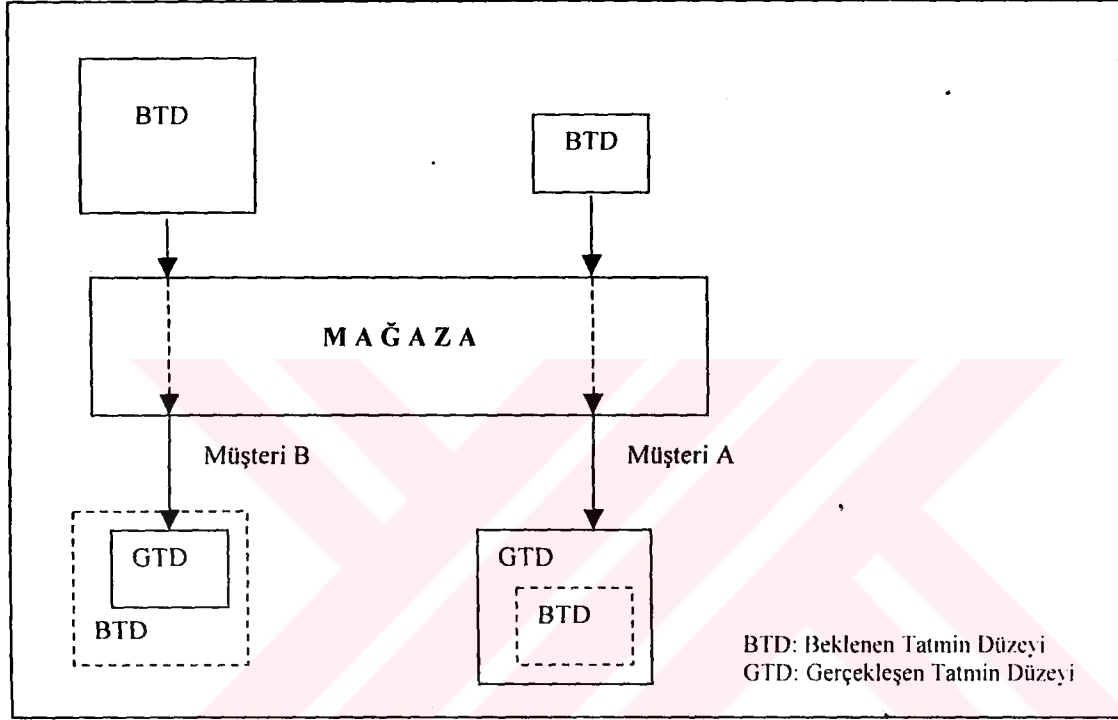 BTD
BTD
MAĞAZA
Müşteri B
Müşteri A
GTD
BTD
GTD
BTD
BTD: Beklenen Tatmin Düzeyi
GTD: Gerçekleşen Tatmin Düzeyi